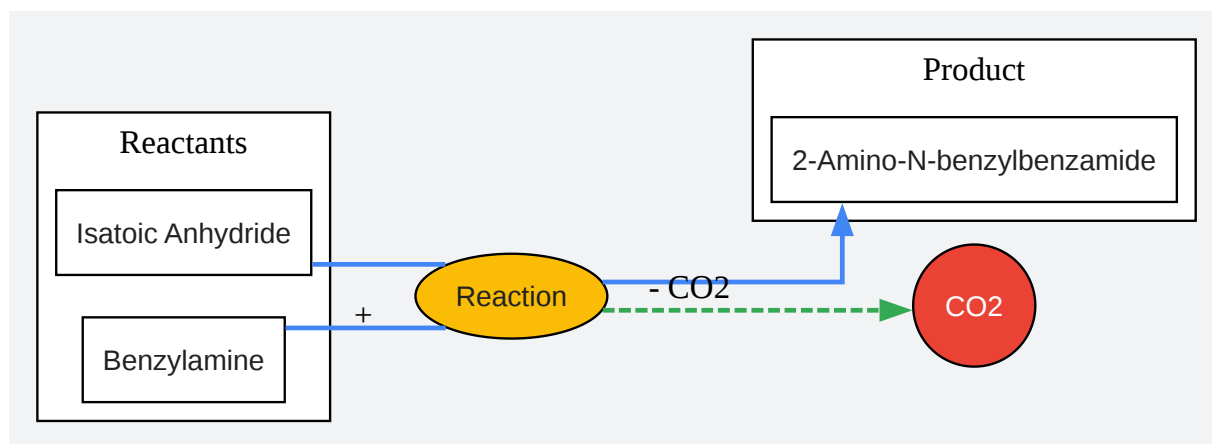 Reactants
Isatoic Anhydride
Benzylamine
+
Reaction
- CO2
Product
2-Amino-N-benzylbenzamide
CO2